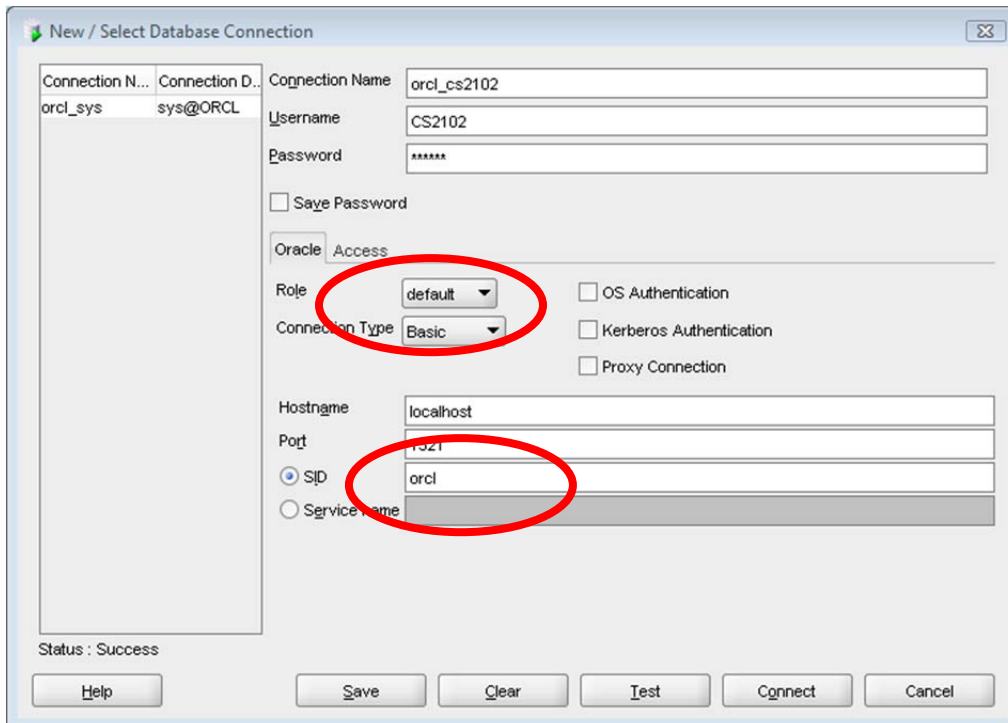 New / Select Database Connection
Connection N... Connection D..
orcl_sys sys@ORCL
Connection Name orcl_cs2102
Username CS2102
Password ******
Save Password
Oracle Access
Role default
OS Authentication
Connection Type Basic
Kerberos Authentication
Proxy Connection
Hostname localhost
Port 1521
SID orcl
Service name
Status : Success
Help Save Clear Test Connect Cancel